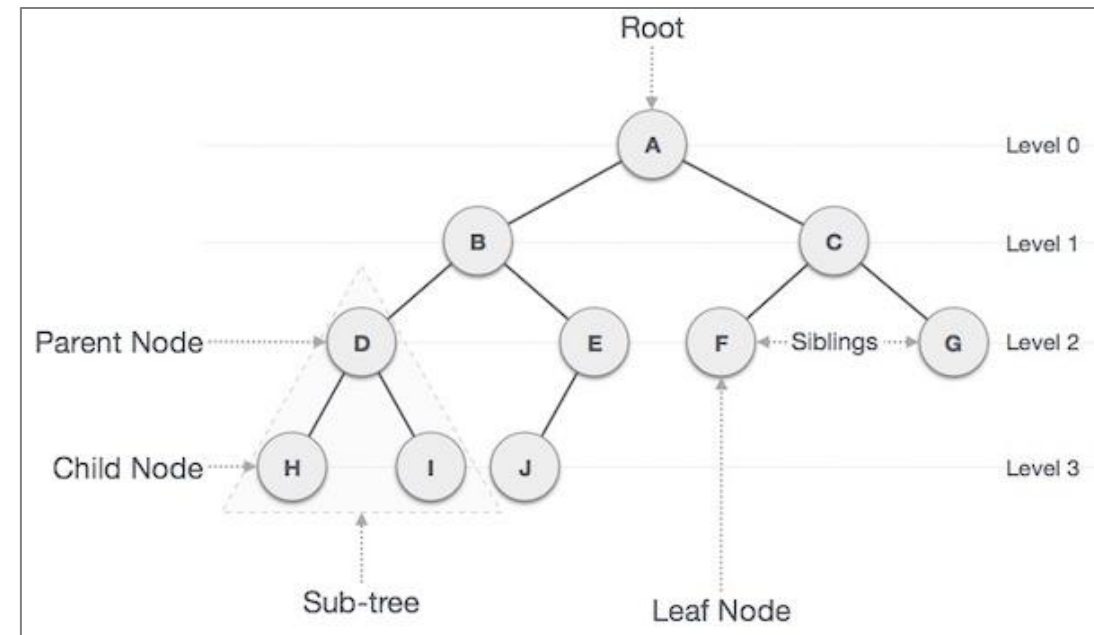 Root
A Level 0
B C Level 1
Parent Node D E F Siblings G Level 2
Child Node H I J Level 3
Sub-tree Leaf Node